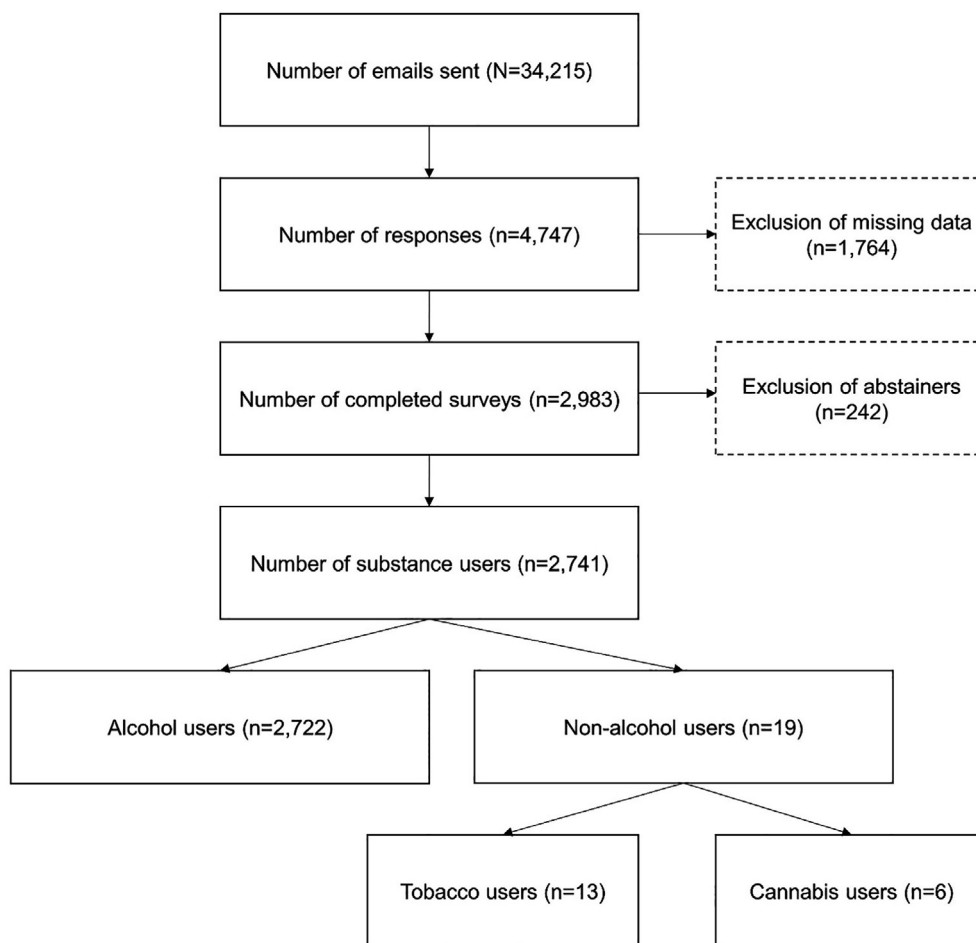 Number of emails sent (N=34,215)
Number of responses (n=4,747)
Exclusion of missing data
(n=1,764)
Number of completed surveys (n=2,983)
Exclusion of abstainers
(n=242)
Number of substance users (n=2,741)
Alcohol users (n=2,722)
Non-alcohol users (n=19)
Tobacco users (n=13)
Cannabis users (n=6)